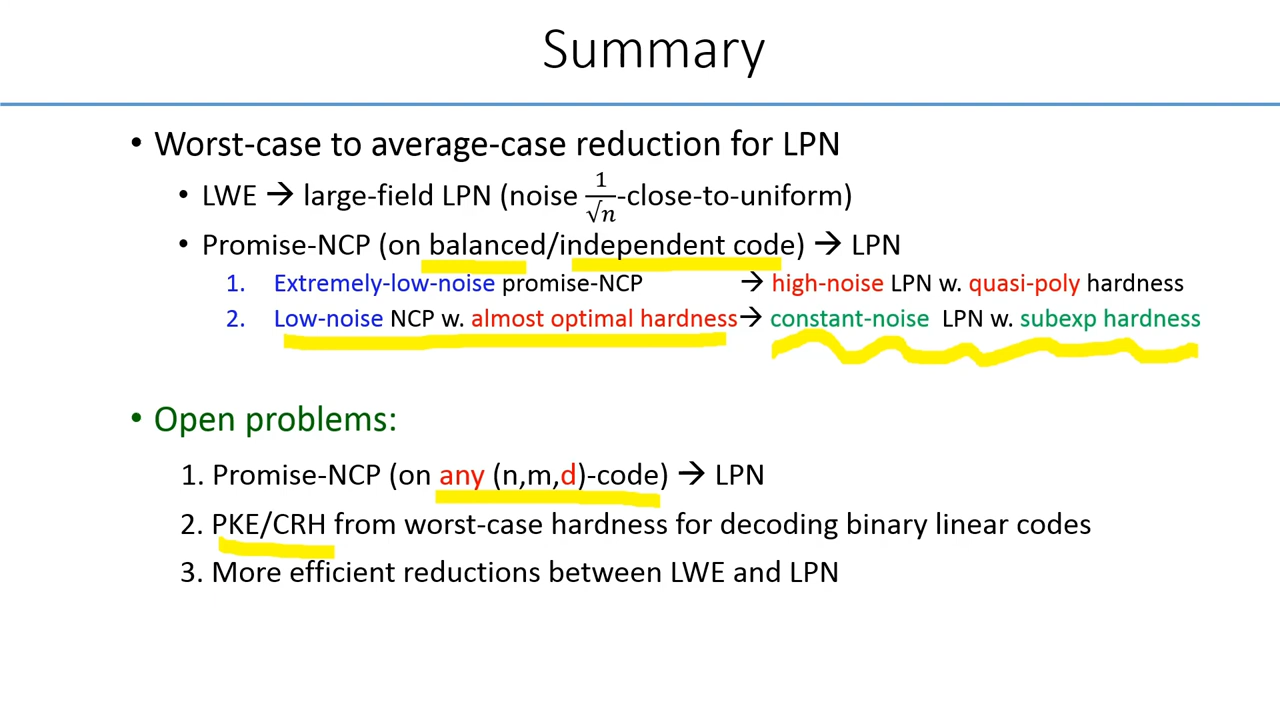 Summary
• Worst-case to average-case reduction for LPN
• LWE → large-field LPN (noise 1/√n-close-to-uniform)
• Promise-NCP (on balanced/independent code) → LPN
1. Extremely-low-noise promise-NCP → high-noise LPN w. quasi-poly hardness
2. Low-noise NCP w. almost optimal hardness→ constant-noise LPN w. subexp hardness
• Open problems:
1. Promise-NCP (on any (n,m,d)-code) → LPN
2. PKE/CRH from worst-case hardness for decoding binary linear codes
3. More efficient reductions between LWE and LPN